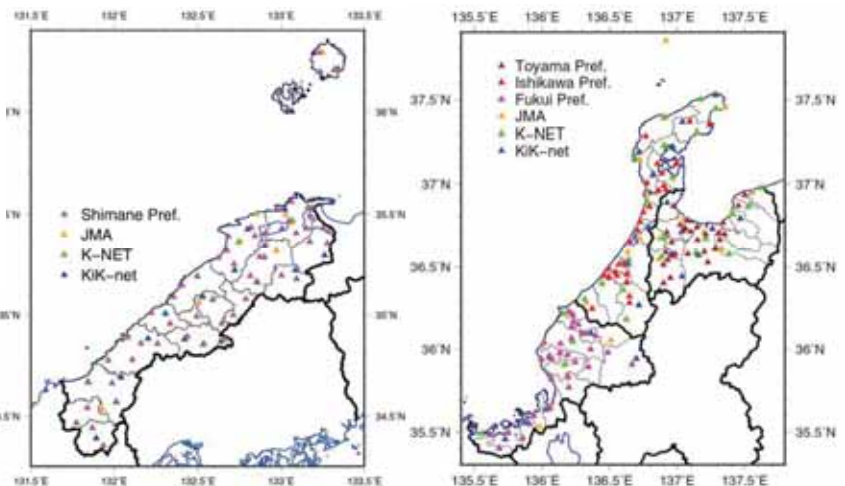 131.5 132 132.5 133 133.5
Shimane Pref.
JMA
K-NET
KiK-net
35.5°N
35°N
34.5°N
131.5 132 132.5 133 133.5
135.5°E 136°E 136.5°E 137°E 137.5°E
Toyama Pref.
Ishikawa Pref.
Fukui Pref.
JMA
K-NET
KiK-net
37.5°N 37.5°N
37°N 37°N
36.5°N 36.5°N
36°N 36°N
35.5°N 35.5°N
135.5°E 136°E 136.5°E 137°E 137.5°E